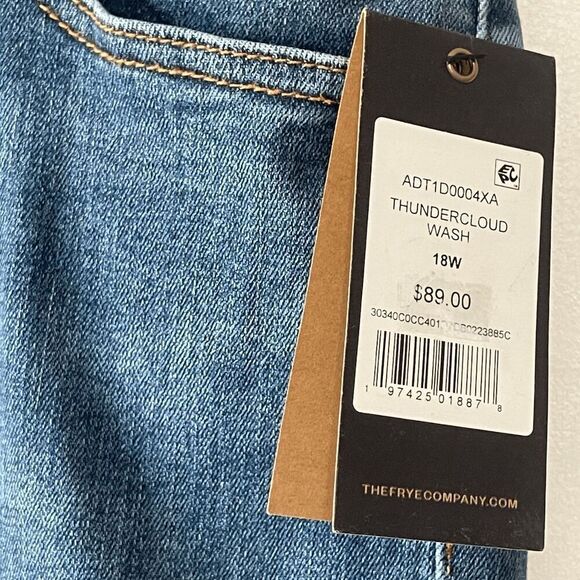 ADT1D0004XA
THUNDERCLOUD
WASH
18W
$89.00
1 97425 01887 8
THEFRYECOMPANY.COM